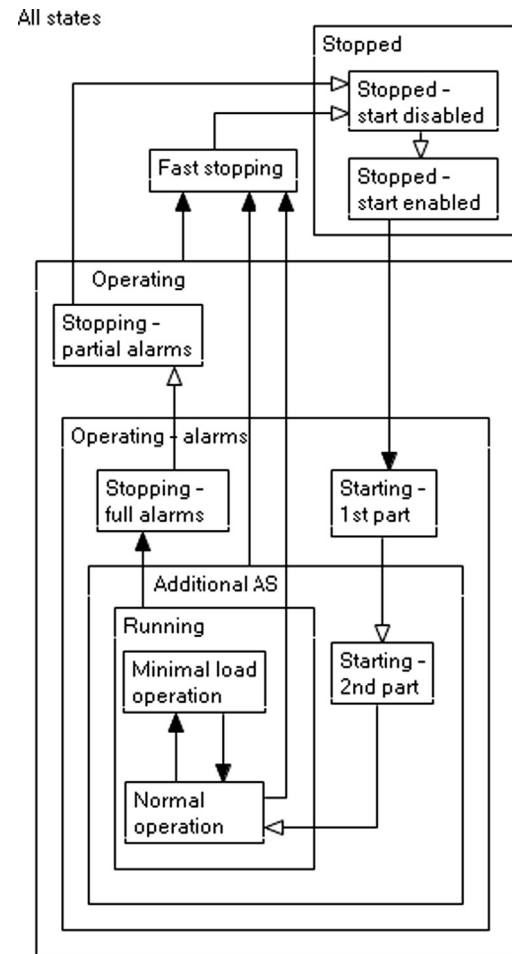 All states
Stopped
Stopped -
start disabled
Fast stopping
Stopped -
start enabled
Operating
Stopping -
partial alarms
Operating - alarms
Stopping -
full alarms
Starting -
1st part
Additional AS
Running
Minimal load
operation
Starting -
2nd part
Normal
operation